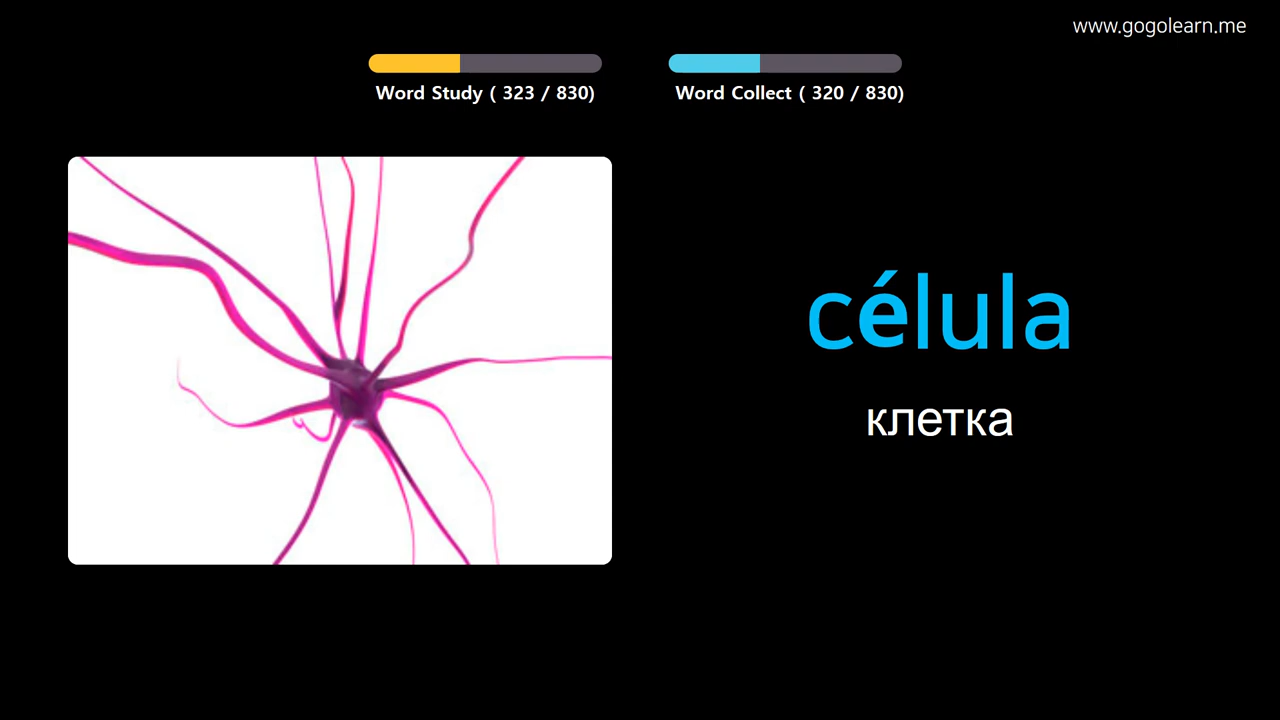 www.gogolearn.me
Word Study ( 323 / 830)
Word Collect ( 320 / 830)
célula
клетка